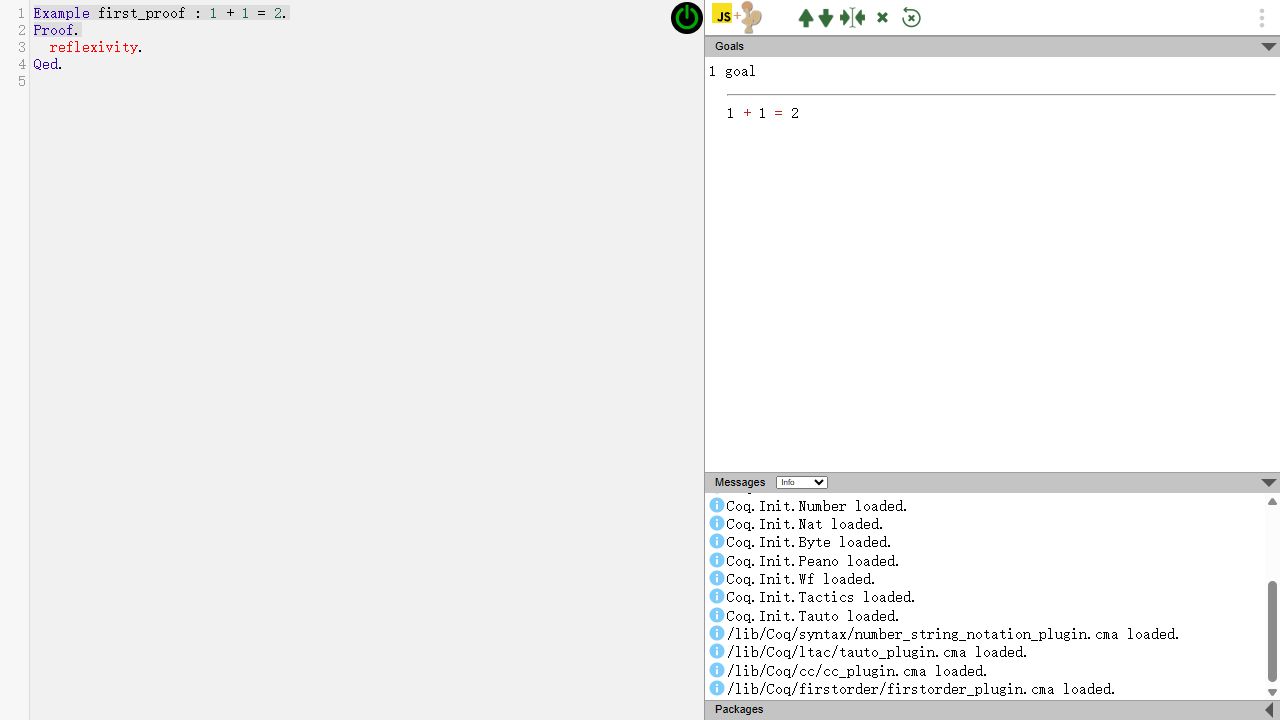 1 Example first_proof : 1 + 1 = 2.
2 Proof.
3   reflexivity.
4 Qed.
5
JS+
Goals
1 goal
1 + 1 = 2
Messages Info
Coq.Init.Number loaded.
Coq.Init.Nat loaded.
Coq.Init.Byte loaded.
Coq.Init.Peano loaded.
Coq.Init.Wf loaded.
Coq.Init.Tactics loaded.
Coq.Init.Tauto loaded.
/lib/Coq/syntax/number_string_notation_plugin.cma loaded.
/lib/Coq/ltac/tauto_plugin.cma loaded.
/lib/Coq/cc/cc_plugin.cma loaded.
/lib/Coq/firstorder/firstorder_plugin.cma loaded.
Packages